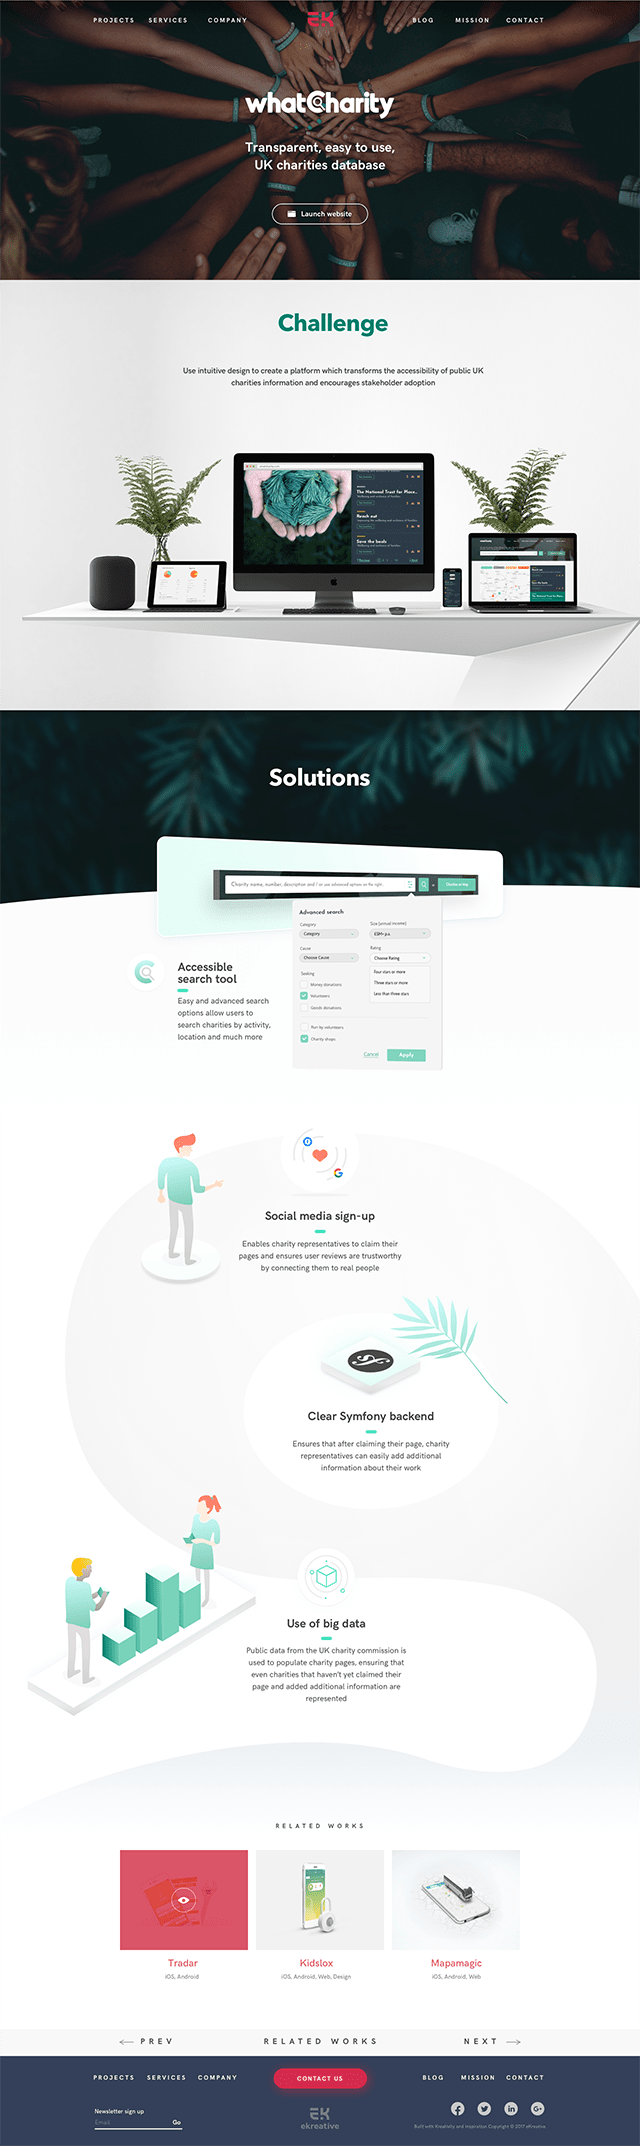 PROJECTS SERVICES COMPANY EK BLOG MISSION CONTACT
whatCharity
Transparent, easy to use,
UK charities database
Launch website
Challenge
Use intuitive design to create a platform which transforms the accessibility of public UK
charities information and encourages stakeholder adoption
The National Trust for Place...
Reach out
Save the bouls
Solutions
Charity name, number, description and / or use advanced options on the right..
Advanced search
Category
Size (annual income)
Category
£5M+ p.a.
Cause
Rating
Choose Cause
Choose Rating
Seeking
Four stars or more
Money donations
Three stars or more
Volunteers
Less than three stars
Goods donations
Run by volunteers
Charity shops
Cancel
Apply
Accessible
search tool
Easy and advanced search
options allow users to
search charities by activity,
location and much more
Social media sign-up
Enables charity representatives to claim their
pages and ensures user reviews are trustworthy
by connecting them to real people
Clear Symfony backend
Ensures that after claiming their page, charity
representatives can easily add additional
information about their work
Use of big data
Public data from the UK charity commission is
used to populate charity pages, ensuring that
even charities that haven't yet claimed their
page and added additional information are
represented
RELATED WORKS
Tradar
iOS, Android
Kidslox
iOS, Android, Web, Design
Mapamagic
iOS, Android, Web
PREV
RELATED WORKS
NEXT
PROJECTS SERVICES COMPANY
CONTACT US
BLOG MISSION CONTACT
Newsletter sign up
Email
Go
EK
ekreative
Built with Kreativity and Inspiration Copyright © 2017 eKreative